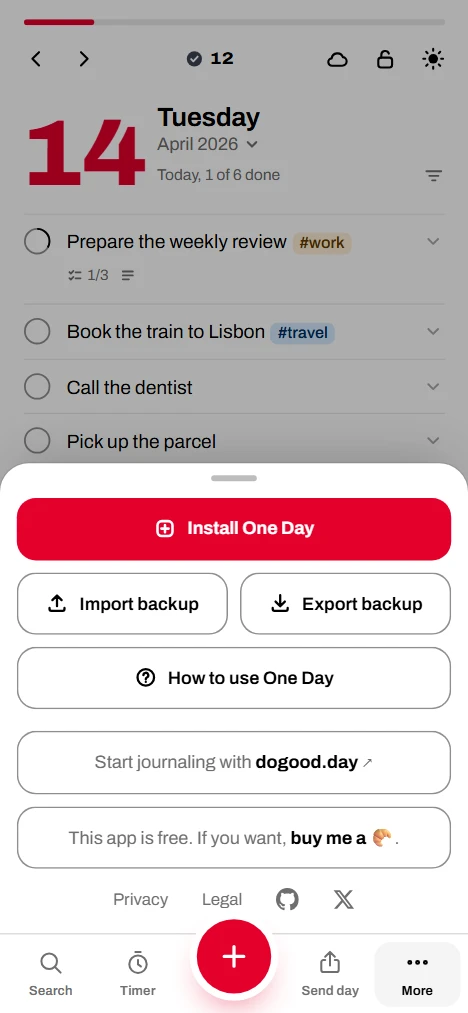 12
14
Tuesday
April 2026
Today, 1 of 6 done
Prepare the weekly review #work
1/3
Book the train to Lisbon #travel
Call the dentist
Pick up the parcel
Install One Day
Import backup
Export backup
How to use One Day
Start journaling with dogood.day ↗
This app is free. If you want, buy me a 🥐.
Privacy
Legal
Search
Timer
Send day
More